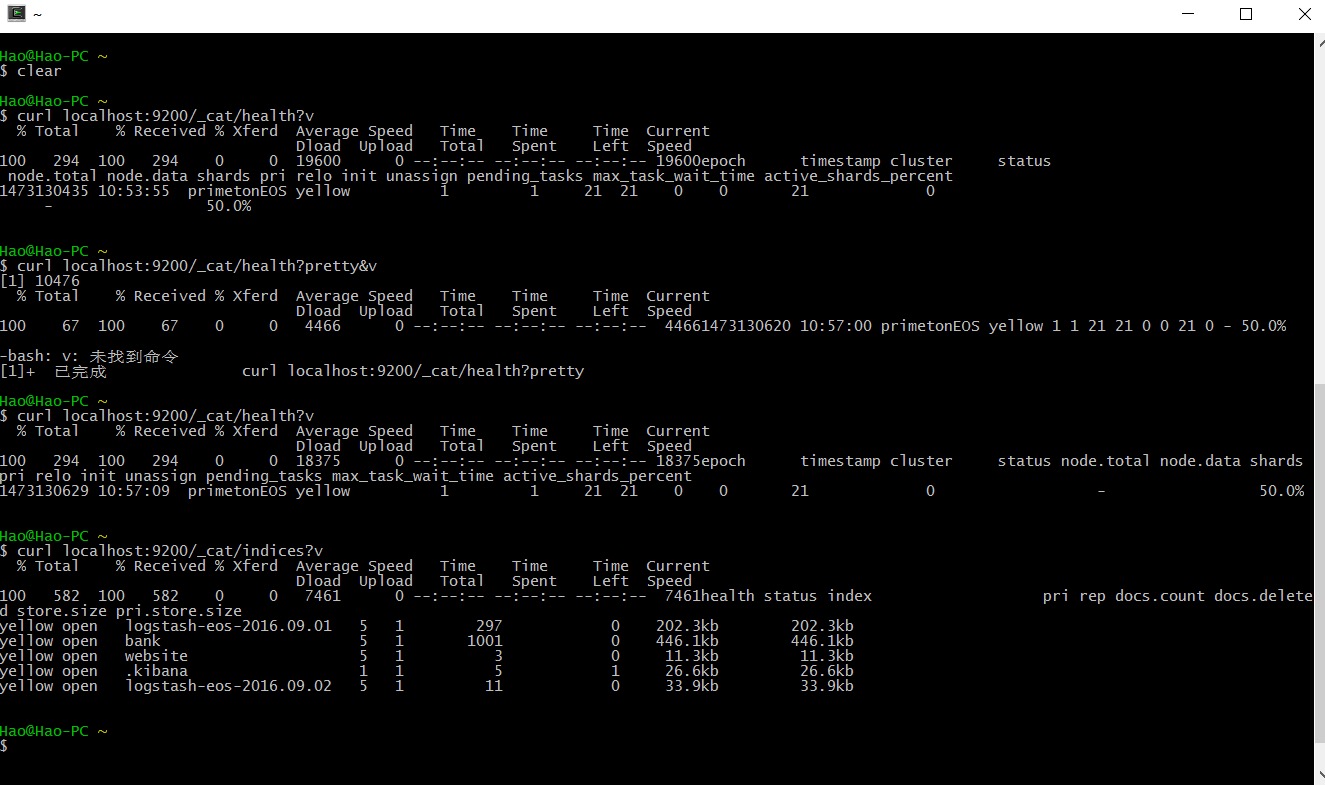 ~
Hao@Hao-PC ~
$ clear
Hao@Hao-PC ~
$ curl localhost:9200/_cat/health?v
  % Total    % Received % Xferd  Average Speed   Time    Time     Time  Current
                                 Dload  Upload   Total   Spent    Left  Speed
100   294  100   294    0     0  19600      0 --:--:-- --:--:-- --:--:-- 19600epoch      timestamp cluster     status
 node.total node.data shards pri relo init unassign pending_tasks max_task_wait_time active_shards_percent
1473130435 10:53:55  primetonEOS yellow          1         1     21  21    0    0       21             0
     -                 50.0%
Hao@Hao-PC ~
$ curl localhost:9200/_cat/health?pretty&v
[1] 10476
  % Total    % Received % Xferd  Average Speed   Time    Time     Time  Current
                                 Dload  Upload   Total   Spent    Left  Speed
100    67  100    67    0     0   4466      0 --:--:-- --:--:-- --:--:--  44661473130620 10:57:00 primetonEOS yellow 1 1 21 21 0 0 21 0 - 50.0%
-bash: v: 未找到命令
[1]+  已完成               curl localhost:9200/_cat/health?pretty
Hao@Hao-PC ~
$ curl localhost:9200/_cat/health?v
  % Total    % Received % Xferd  Average Speed   Time    Time     Time  Current
                                 Dload  Upload   Total   Spent    Left  Speed
100   294  100   294    0     0  18375      0 --:--:-- --:--:-- --:--:-- 18375epoch      timestamp cluster     status node.total node.data shards
pri relo init unassign pending_tasks max_task_wait_time active_shards_percent
1473130629 10:57:09  primetonEOS yellow          1         1     21  21    0    0       21             0                  -                 50.0%
Hao@Hao-PC ~
$ curl localhost:9200/_cat/indices?v
  % Total    % Received % Xferd  Average Speed   Time    Time     Time  Current
                                 Dload  Upload   Total   Spent    Left  Speed
100   582  100   582    0     0   7461      0 --:--:-- --:--:-- --:--:--  7461health status index                   pri rep docs.count docs.delete
d store.size pri.store.size
yellow open   logstash-eos-2016.09.01   5   1        297            0    202.3kb        202.3kb
yellow open   bank                      5   1       1001            0    446.1kb        446.1kb
yellow open   website                   5   1          3            0     11.3kb         11.3kb
yellow open   .kibana                   1   1          5            1     26.6kb         26.6kb
yellow open   logstash-eos-2016.09.02   5   1         11            0     33.9kb         33.9kb
Hao@Hao-PC ~
$